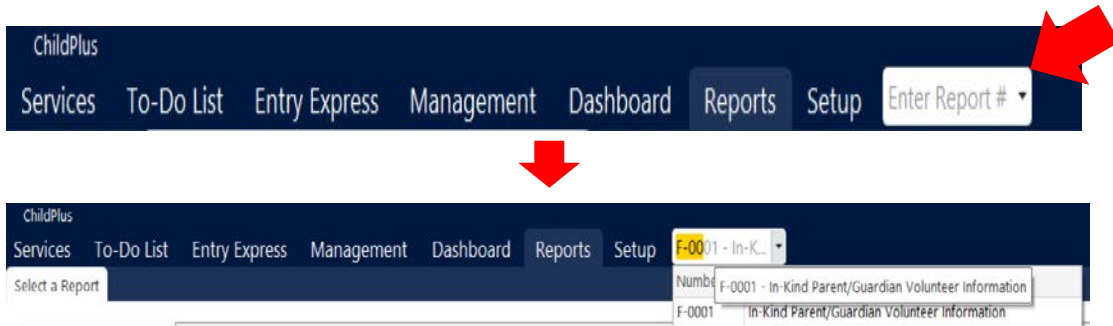 ChildPlus
Services To-Do List Entry Express Management Dashboard Reports Setup Enter Report #
ChildPlus
Services To-Do List Entry Express Management Dashboard Reports Setup F-0001 - In-K...
Select a Report
Numbe
F-0001 - In-Kind Parent/Guardian Volunteer Information
F-0001 In-Kind Parent/Guardian Volunteer Information